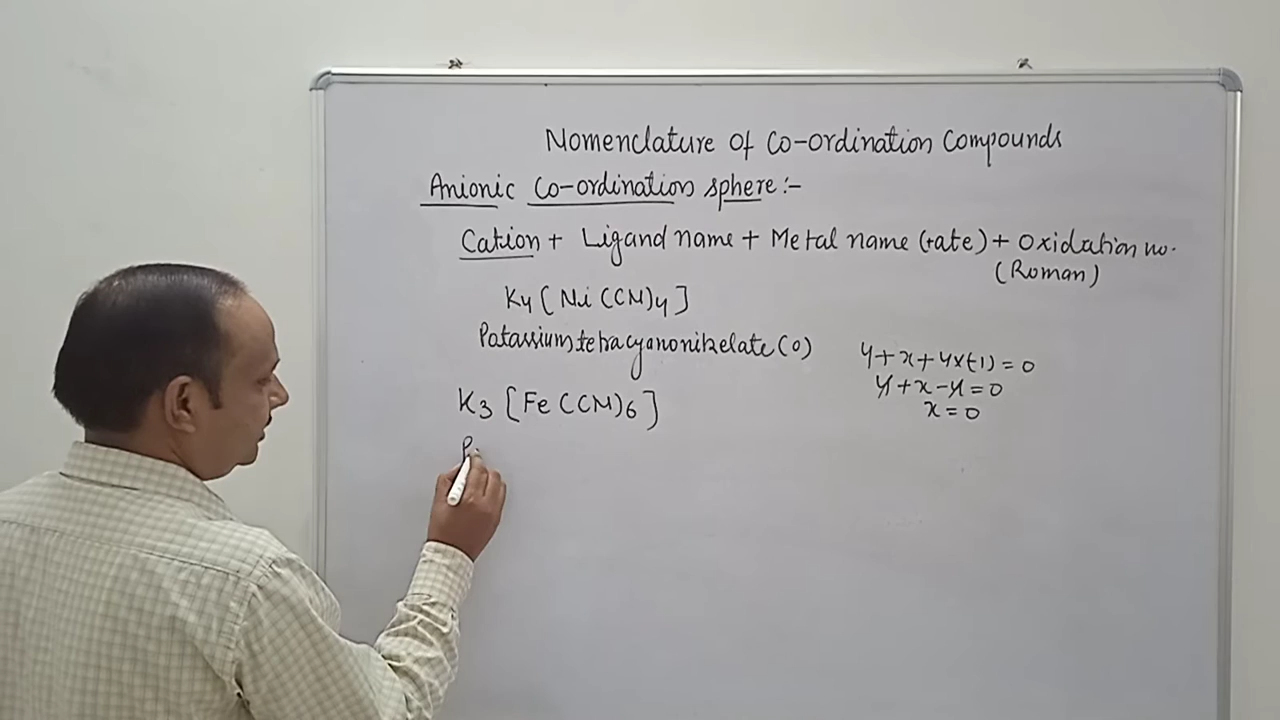 Nomenclature of Co-ordination Compounds
Anionic Co-ordination sphere :-
Cation + Ligand name + Metal name (+ate) + Oxidation no.
(Roman)
K4 [ Ni (CN)4 ]
Potassium tetracyanonikelate (0)
4+x+4x(-1)=0
4+x-4=0
x=0
K3 [Fe (CN)6 ]
P